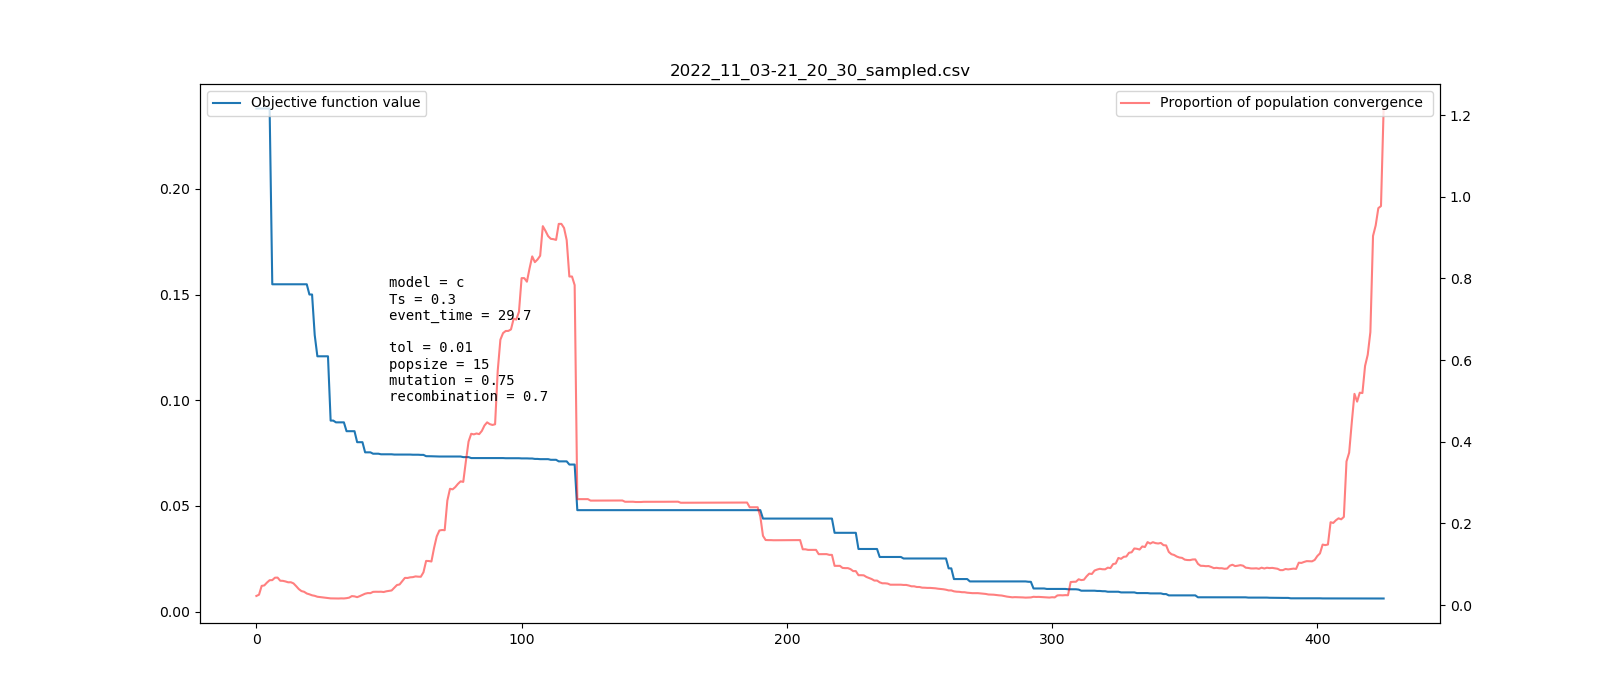 2022_11_03-21_20_30_sampled.csv
Objective function value
Proportion of population convergence
model = c
Ts = 0.3
event_time = 29.7
tol = 0.01
popsize = 15
mutation = 0.75
recombination = 0.7
0.20
0.15
0.10
0.05
0.00
1.2
1.0
0.8
0.6
0.4
0.2
0.0
0
100
200
300
400